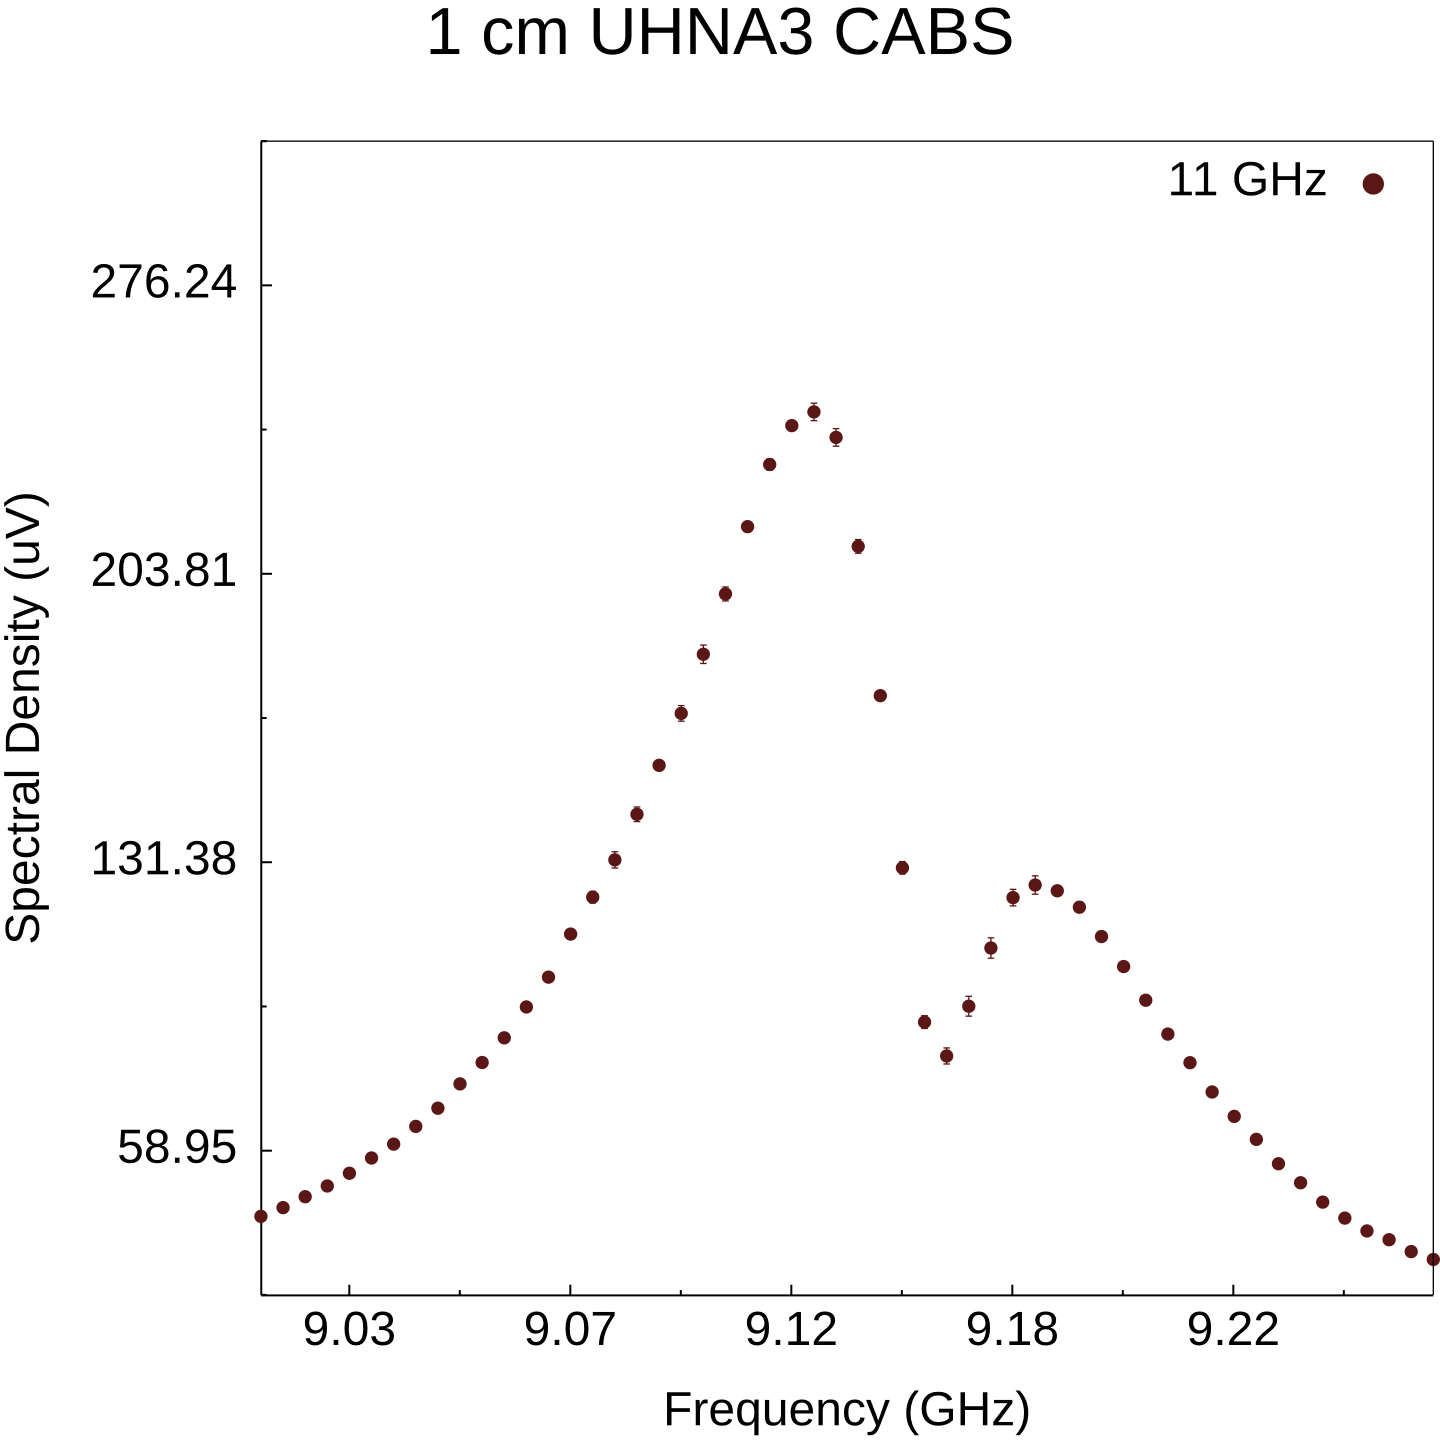 1 cm UHNA3 CABS
11 GHz
276.24
203.81
131.38
58.95
Spectral Density (uV)
9.03 9.07 9.12 9.18 9.22
Frequency (GHz)